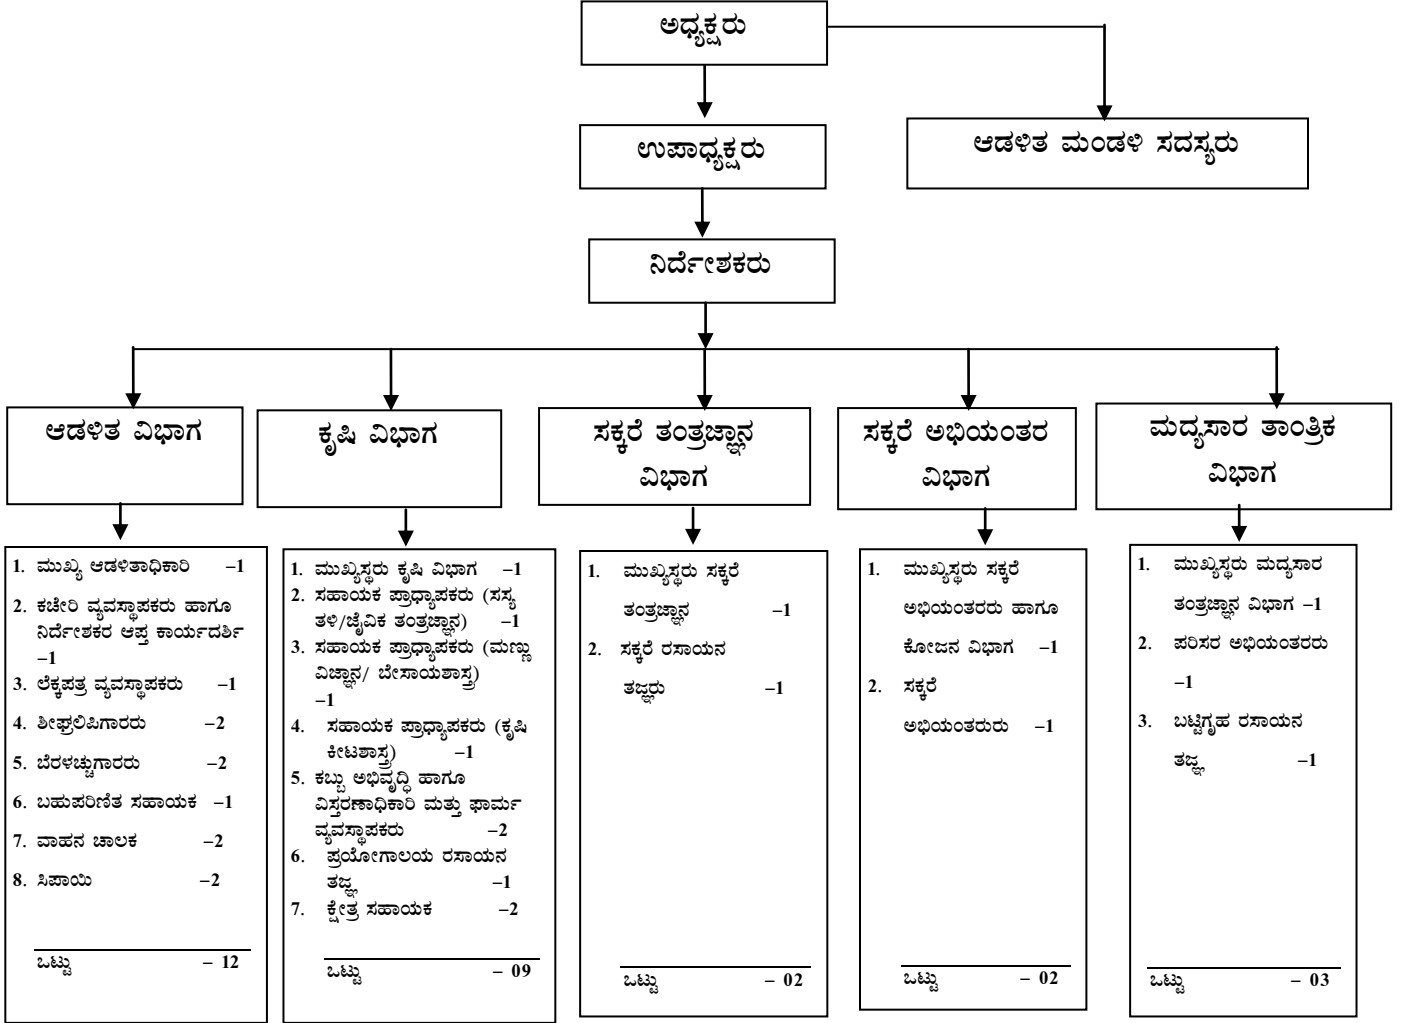 ಅಧ್ಯಕ್ಷರು
ಉಪಾಧ್ಯಕ್ಷರು
ಆಡಳಿತ ಮಂಡಳಿ ಸದಸ್ಯರು
ನಿರ್ದೇಶಕರು
ಆಡಳಿತ ವಿಭಾಗ
ಕೃಷಿ ವಿಭಾಗ
ಸಕ್ಕರೆ ತಂತ್ರಜ್ಞಾನ
ವಿಭಾಗ
ಸಕ್ಕರೆ ಅಭಿಯಂತರ
ವಿಭಾಗ
ಮದ್ಯಸಾರ ತಾಂತ್ರಿಕ
ವಿಭಾಗ
1. ಮುಖ್ಯ ಆಡಳಿತಾಧಿಕಾರಿ –1
2. ಕಚೇರಿ ವ್ಯವಸ್ಥಾಪಕರು ಹಾಗೂ
ನಿರ್ದೇಶಕರ ಆಪ್ತ ಕಾರ್ಯದರ್ಶಿ
–1
3. ಲೆಕ್ಕಪತ್ರ ವ್ಯವಸ್ಥಾಪಕರು –1
4. ಶೀಘ್ರಲಿಪಿಗಾರರು –2
5. ಬೆರಳಚ್ಚುಗಾರರು –2
6. ಬಹುಪರಿಣಿತ ಸಹಾಯಕ –1
7. ವಾಹನ ಚಾಲಕ –2
8. ಸಿಪಾಯಿ –2
ಒಟ್ಟು – 12
1. ಮುಖ್ಯಸ್ಥರು ಕೃಷಿ ವಿಭಾಗ –1
2. ಸಹಾಯಕ ಪ್ರಾಧ್ಯಾಪಕರು (ಸಸ್ಯ
ತಳಿ/ಜೈವಿಕ ತಂತ್ರಜ್ಞಾನ) –1
3. ಸಹಾಯಕ ಪ್ರಾಧ್ಯಾಪಕರು (ಮಣ್ಣು
ವಿಜ್ಞಾನ/ ಬೇಸಾಯಶಾಸ್ತ್ರ)
–1
4. ಸಹಾಯಕ ಪ್ರಾಧ್ಯಾಪಕರು (ಕೃಷಿ
ಕೀಟಶಾಸ್ತ್ರ) –1
5. ಕಬ್ಬು ಅಭಿವೃದ್ಧಿ ಹಾಗೂ
ವಿಸ್ತರಣಾಧಿಕಾರಿ ಮತ್ತು ಫಾರ್ಮ
ವ್ಯವಸ್ಥಾಪಕರು –2
6. ಪ್ರಯೋಗಾಲಯ ರಸಾಯನ
ತಜ್ಞ –1
7. ಕ್ಷೇತ್ರ ಸಹಾಯಕ –2
ಒಟ್ಟು – 09
1. ಮುಖ್ಯಸ್ಥರು ಸಕ್ಕರೆ
ತಂತ್ರಜ್ಞಾನ –1
2. ಸಕ್ಕರೆ ರಸಾಯನ
ತಜ್ಞರು –1
ಒಟ್ಟು – 02
1. ಮುಖ್ಯಸ್ಥರು ಸಕ್ಕರೆ
ಅಭಿಯಂತರರು ಹಾಗೂ
ಕೋಜನ ವಿಭಾಗ –1
2. ಸಕ್ಕರೆ
ಅಭಿಯಂತರುರು –1
ಒಟ್ಟು – 02
1. ಮುಖ್ಯಸ್ಥರು ಮದ್ಯಸಾರ
ತಂತ್ರಜ್ಞಾನ ವಿಭಾಗ –1
2. ಪರಿಸರ ಅಭಿಯಂತರರು
–1
3. ಬಟ್ಟಿಗೃಹ ರಸಾಯನ
ತಜ್ಞ –1
ಒಟ್ಟು – 03